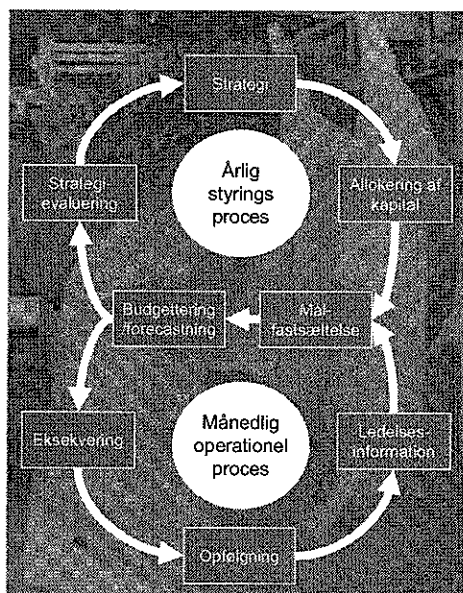 Strategi
Årlig
styrings
proces
Strategi-
evaluering
Allokering af
kapital
Budgettering
/forecastning
Mål-
fastsættelse
Månedlig
operationel
proces
Eksekvering
Ledelses-
information
Opfølgning